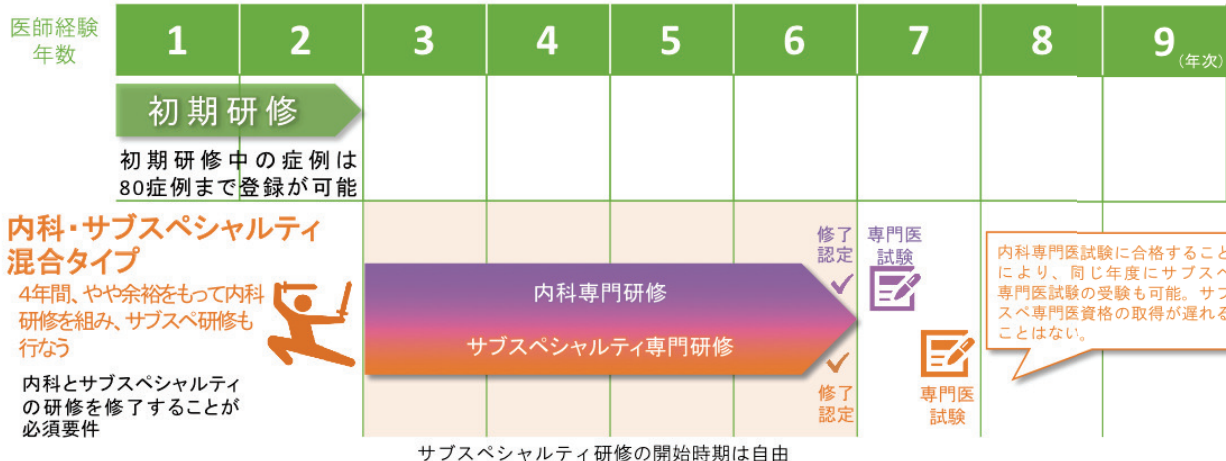 医師経験
年数
1 2 3 4 5 6 7 8 9(年次)
初期研修
初期研修中の症例は
80症例まで登録が可能
内科・サブスペシャルティ
混合タイプ
4年間、やや余裕をもって内科
研修を組み、サブスペ研修も
行なう
内科とサブスペシャルティ
の研修を修了することが
必須要件
内科専門研修
サブスペシャルティ専門研修
修了
認定
修了
認定
専門医
試験
専門医
試験
内科専門医試験に合格すること
により、同じ年度にサブスペ
専門医試験の受験も可能。サブ
スペ専門医資格の取得が遅れる
ことはない。
サブスペシャルティ研修の開始時期は自由